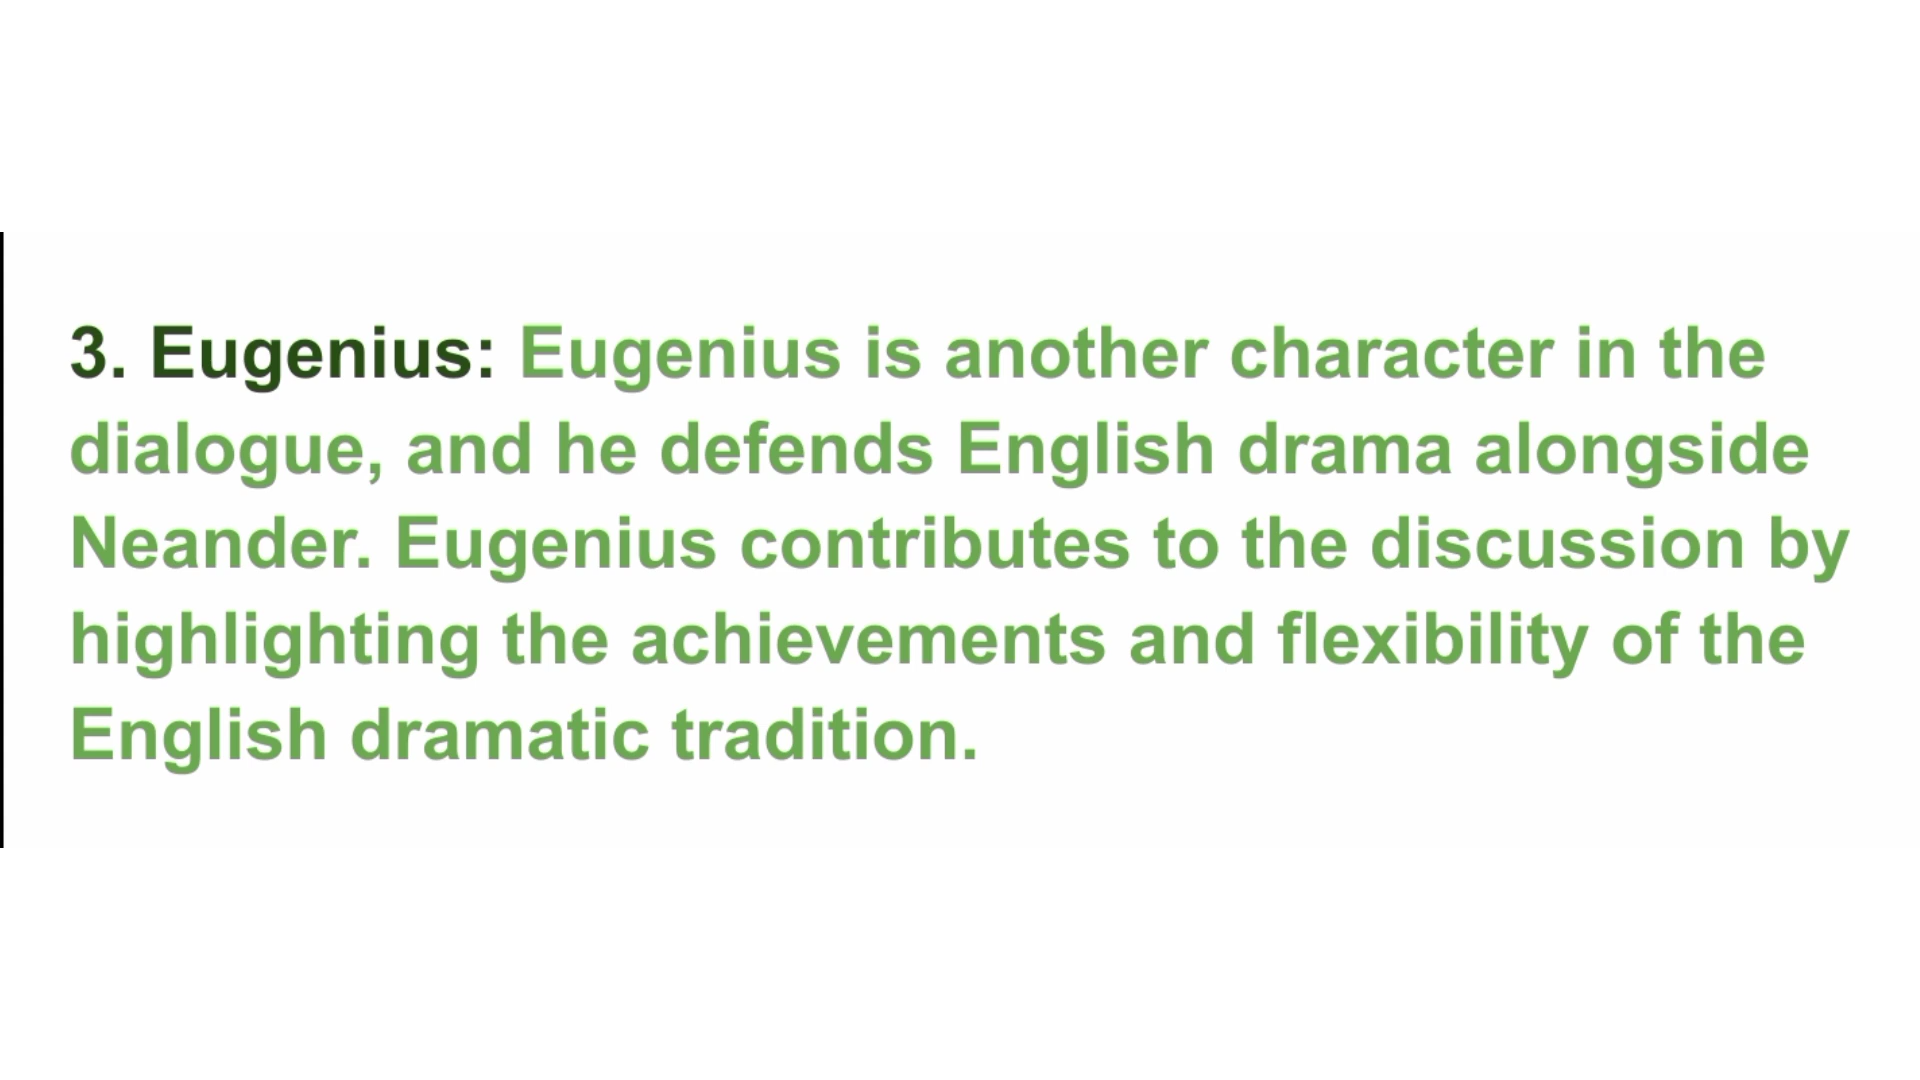 3. Eugenius: Eugenius is another character in the
dialogue, and he defends English drama alongside
Neander. Eugenius contributes to the discussion by
highlighting the achievements and flexibility of the
English dramatic tradition.